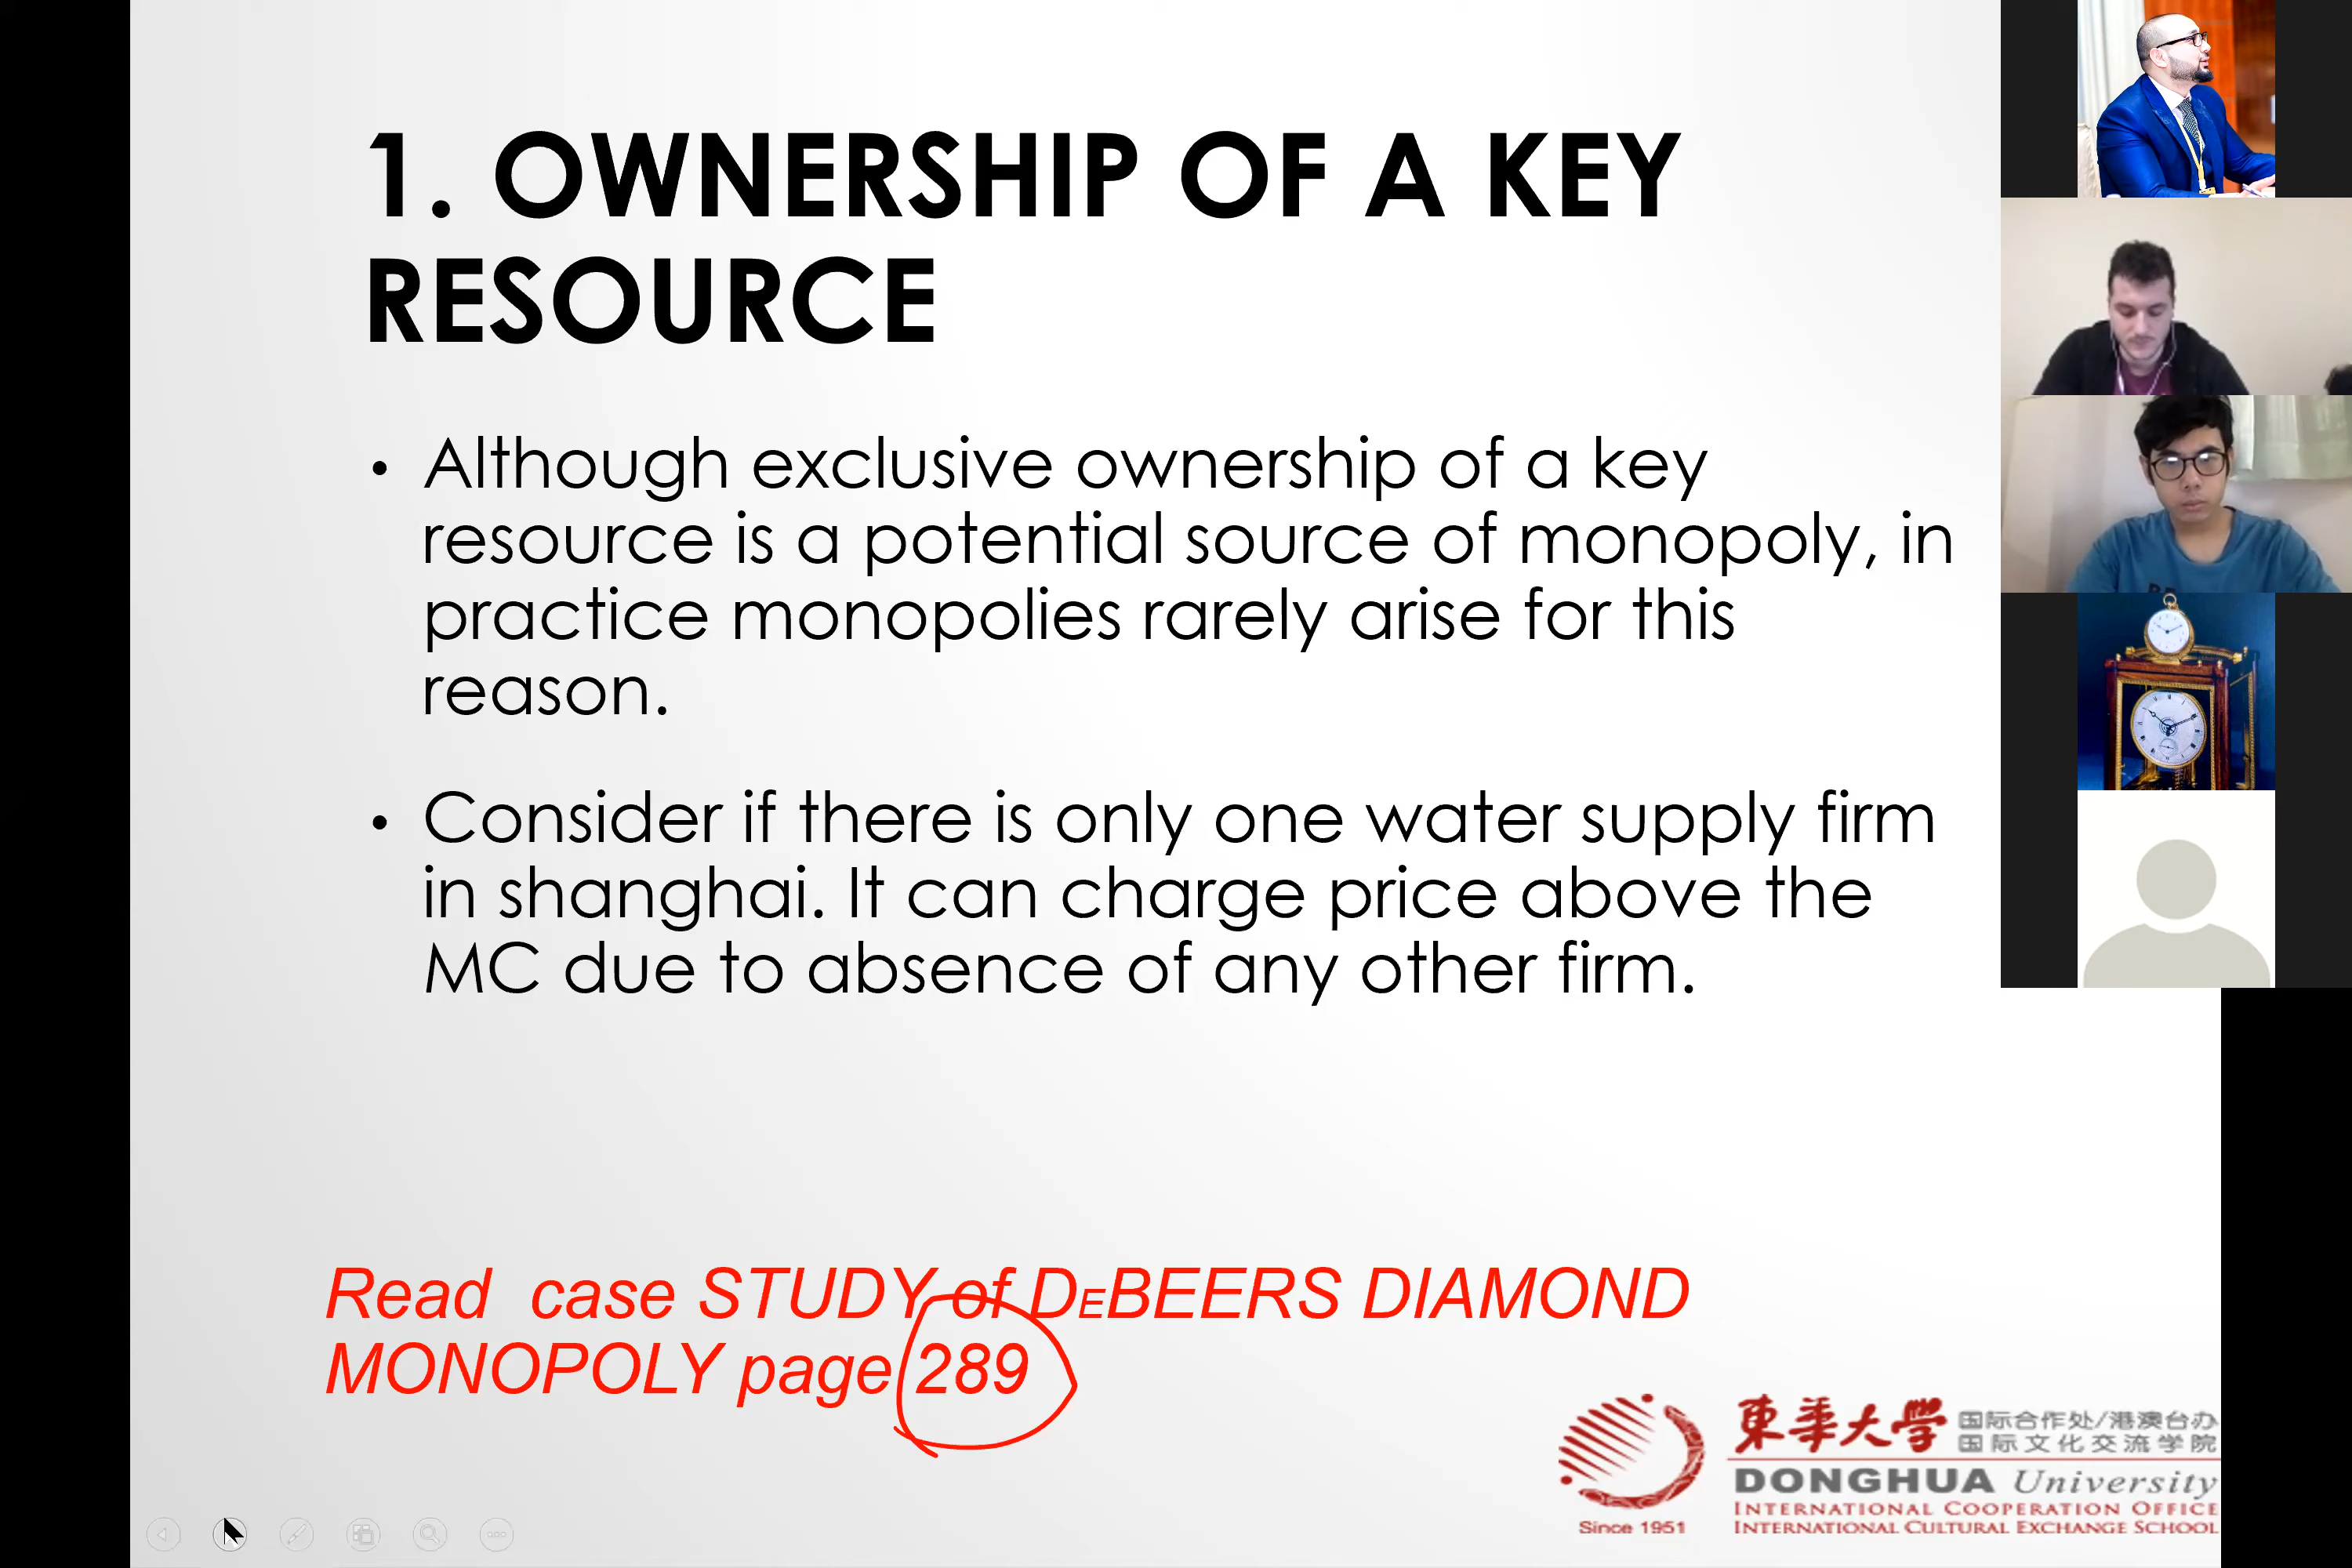 1. OWNERSHIP OF A KEY
RESOURCE
• Although exclusive ownership of a key
resource is a potential source of monopoly, in
practice monopolies rarely arise for this
reason.
• Consider if there is only one water supply firm
in shanghai. It can charge price above the
MC due to absence of any other firm.
Read case STUDY of DEBEERS DIAMOND
MONOPOLY page 289
東華大學 国际合作处/港澳台办
国际文化交流学院
DONGHUA University
INTERNATIONAL COOPERATION OFFICE
Since 1951 INTERNATIONAL CULTURAL EXCHANGE SCHOOL